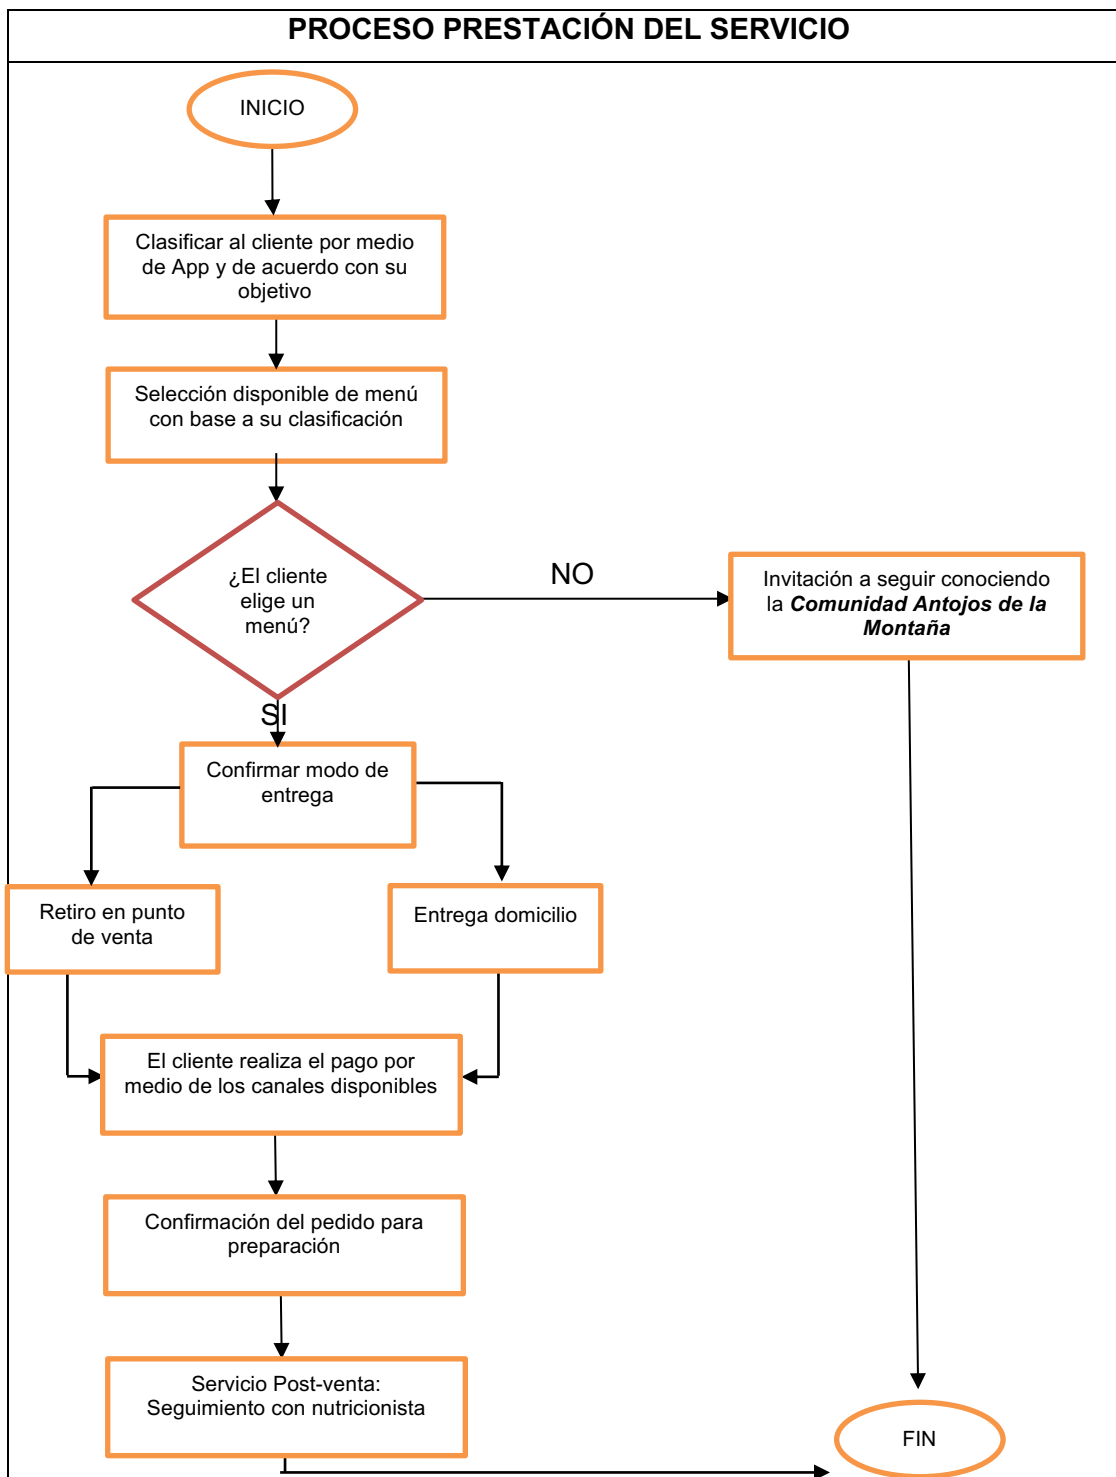 PROCESO PRESTACIÓN DEL SERVICIO
INICIO
Clasificar al cliente por medio
de App y de acuerdo con su
objetivo
Selección disponible de menú
con base a su clasificación
¿El cliente
elige un
menú?
NO
Invitación a seguir conociendo
la Comunidad Antojos de la
Montaña
SI
Confirmar modo de
entrega
Retiro en punto
de venta
Entrega domicilio
El cliente realiza el pago por
medio de los canales disponibles
Confirmación del pedido para
preparación
Servicio Post-venta:
Seguimiento con nutricionista
FIN